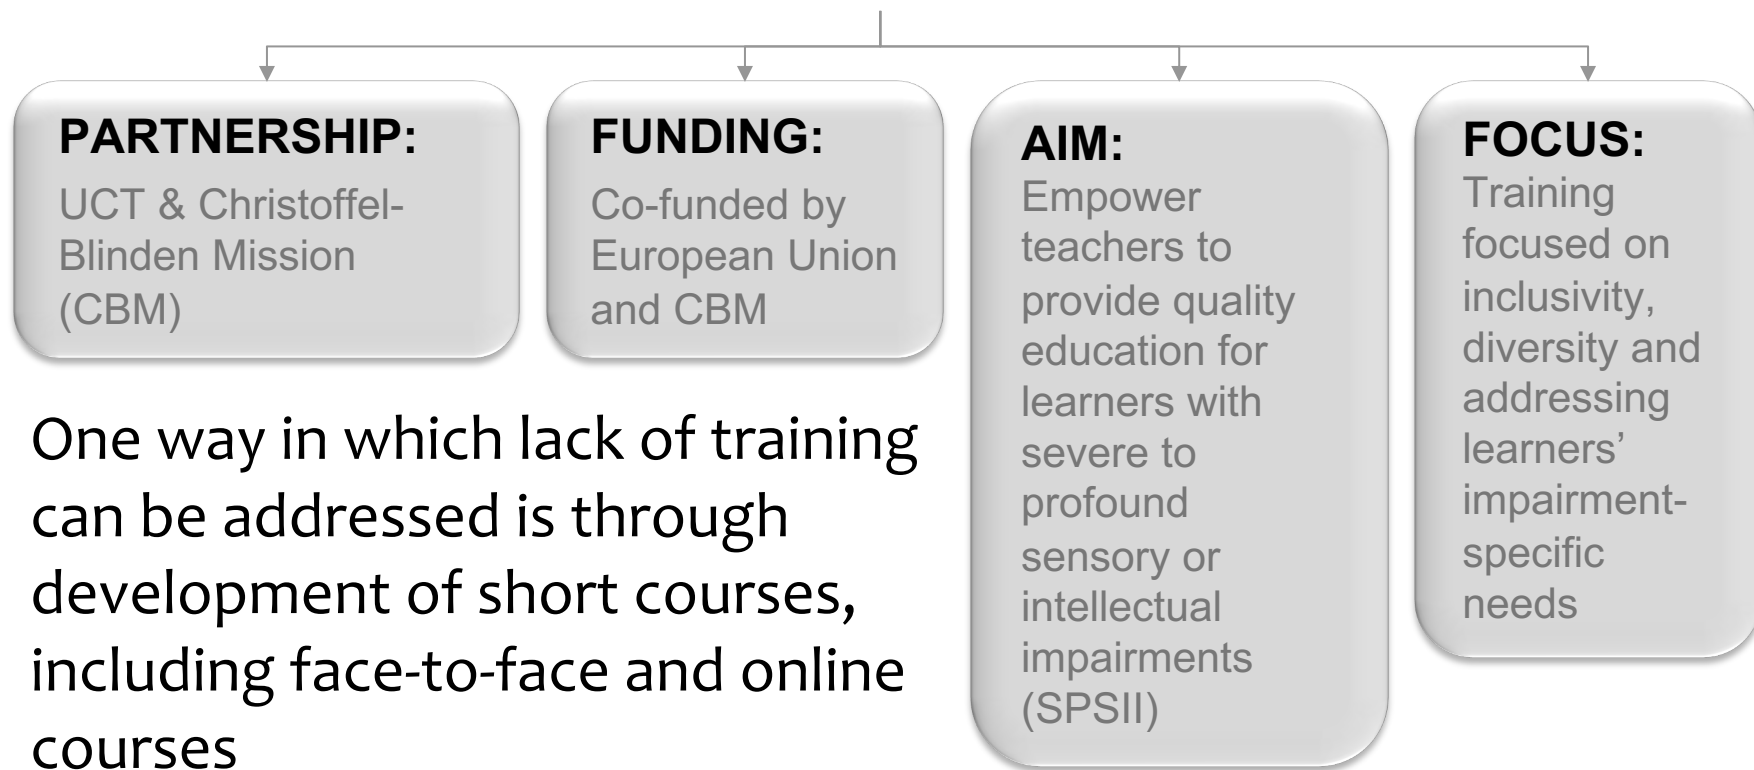 PARTNERSHIP:
UCT & Christoffel-
Blinden Mission
(CBM)
FUNDING:
Co-funded by
European Union
and CBM
AIM:
Empower
teachers to
provide quality
education for
learners with
severe to
profound
sensory or
intellectual
impairments
(SPSII)
FOCUS:
Training
focused on
inclusivity,
diversity and
addressing
learners’
impairment-
specific
needs
One way in which lack of training
can be addressed is through
development of short courses,
including face-to-face and online
courses